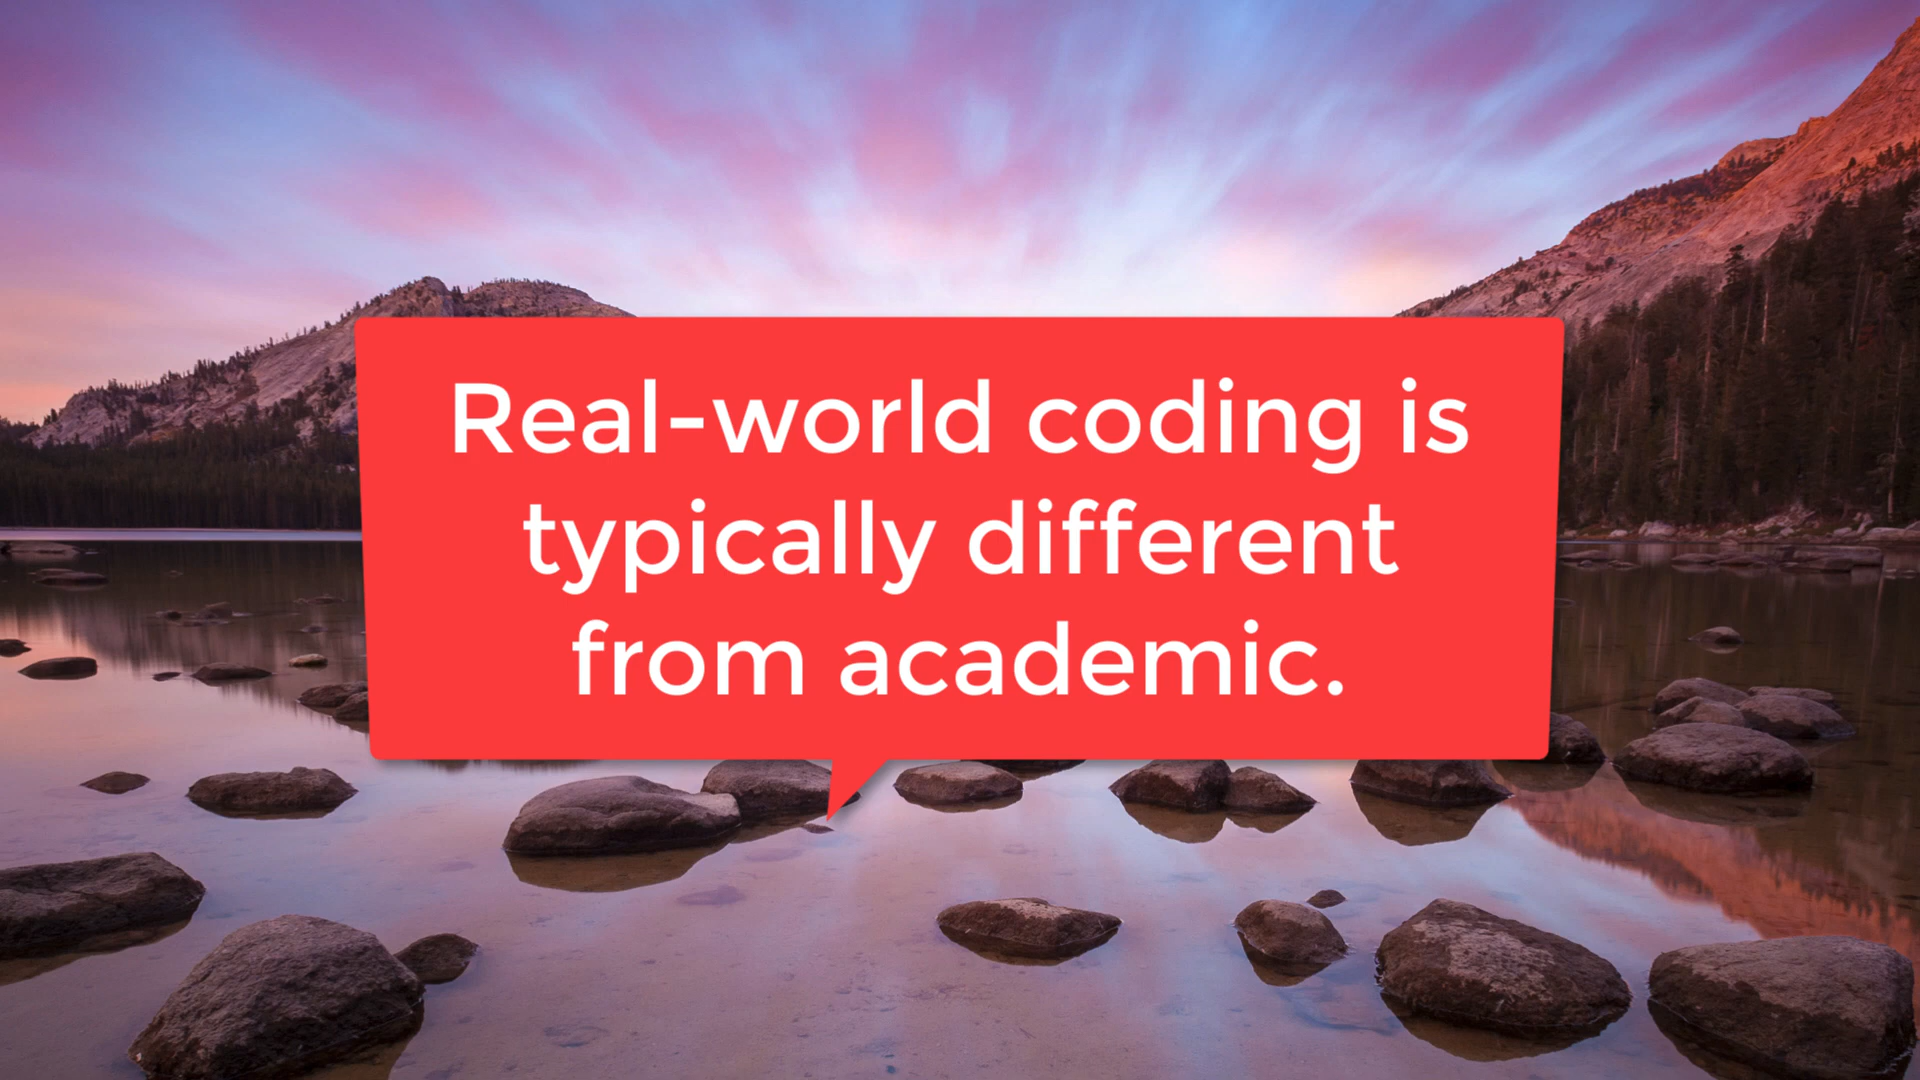 Real-world coding is
typically different
from academic.